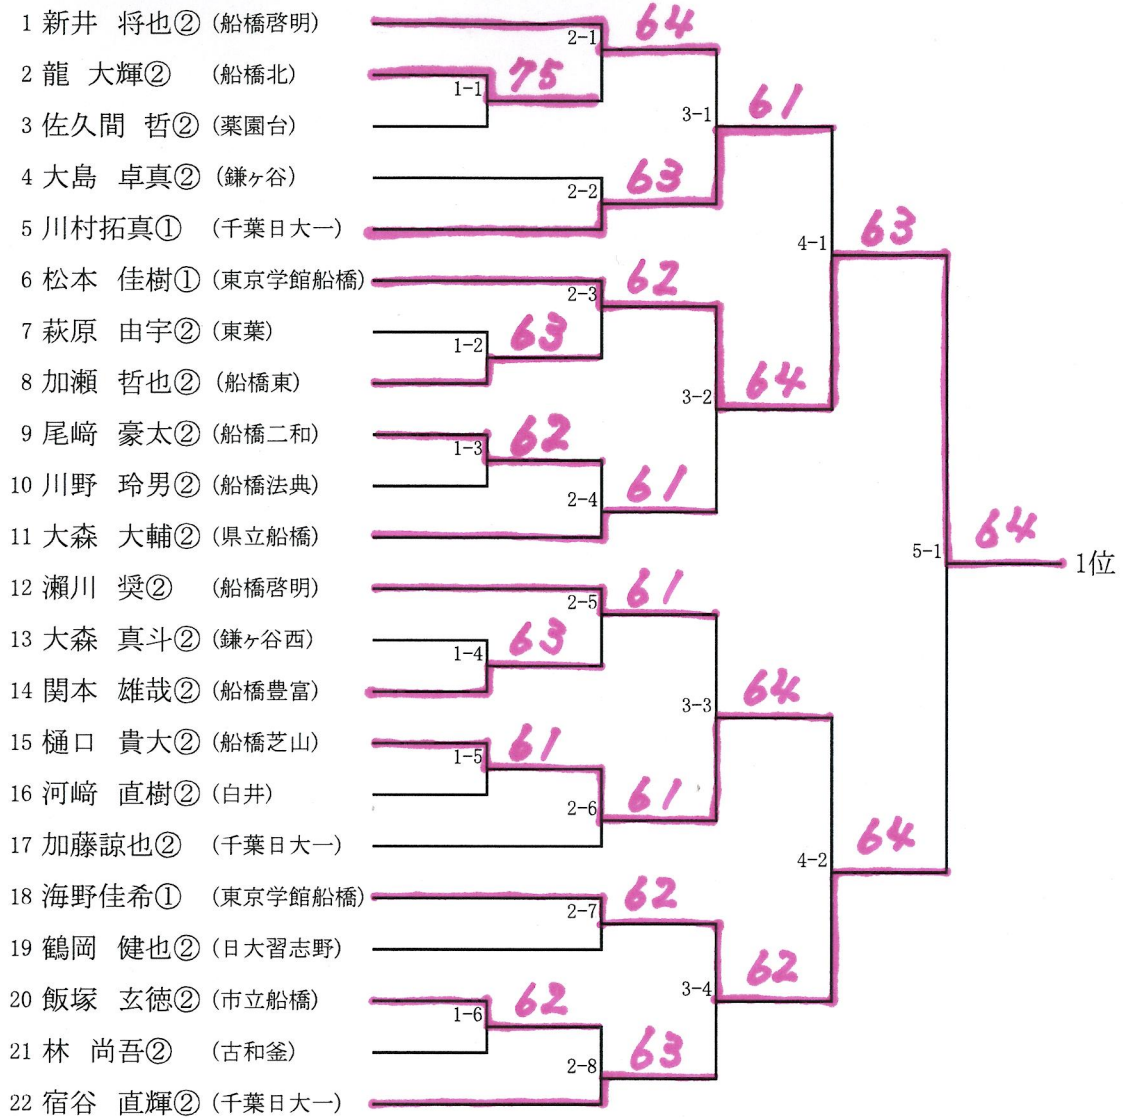 1 新井 将也② (船橋啓明)
2 龍 大輝② (船橋北)
3 佐久間 哲② (薬園台)
4 大島 卓真② (鎌ヶ谷)
5 川村拓真① (千葉日大一)
6 松本 佳樹① (東京学館船橋)
7 萩原 由宇② (東葉)
8 加瀬 哲也② (船橋東)
9 尾﨑 豪太② (船橋二和)
10 川野 玲男② (船橋法典)
11 大森 大輔② (県立船橋)
12 瀬川 奨② (船橋啓明)
13 大森 真斗② (鎌ヶ谷西)
14 関本 雄哉② (船橋豊富)
15 樋口 貴大② (船橋芝山)
16 河﨑 直樹② (白井)
17 加藤諒也② (千葉日大一)
18 海野佳希① (東京学館船橋)
19 鶴岡 健也② (日大習志野)
20 飯塚 玄徳② (市立船橋)
21 林 尚吾② (古和釜)
22 宿谷 直輝② (千葉日大一)
1-1 75
1-2 63
1-3 62
1-4 63
1-5 61
1-6 62
2-1 64
2-2 63
2-3 62
2-4 61
2-5 61
2-6 61
2-7 62
2-8 63
3-1 61
3-2 64
3-3 64
3-4 62
4-1 63
4-2 64
5-1 64
1位